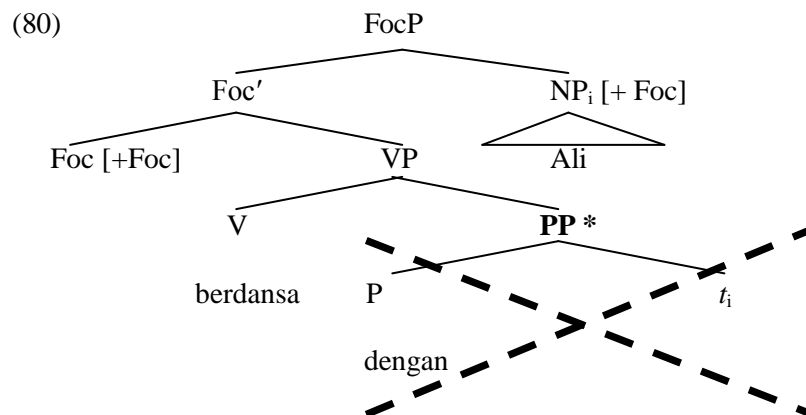 (80) FocP
Foc′ NPi [+ Foc]
Foc [+Foc] VP Ali
V PP *
berdansa P ti
dengan